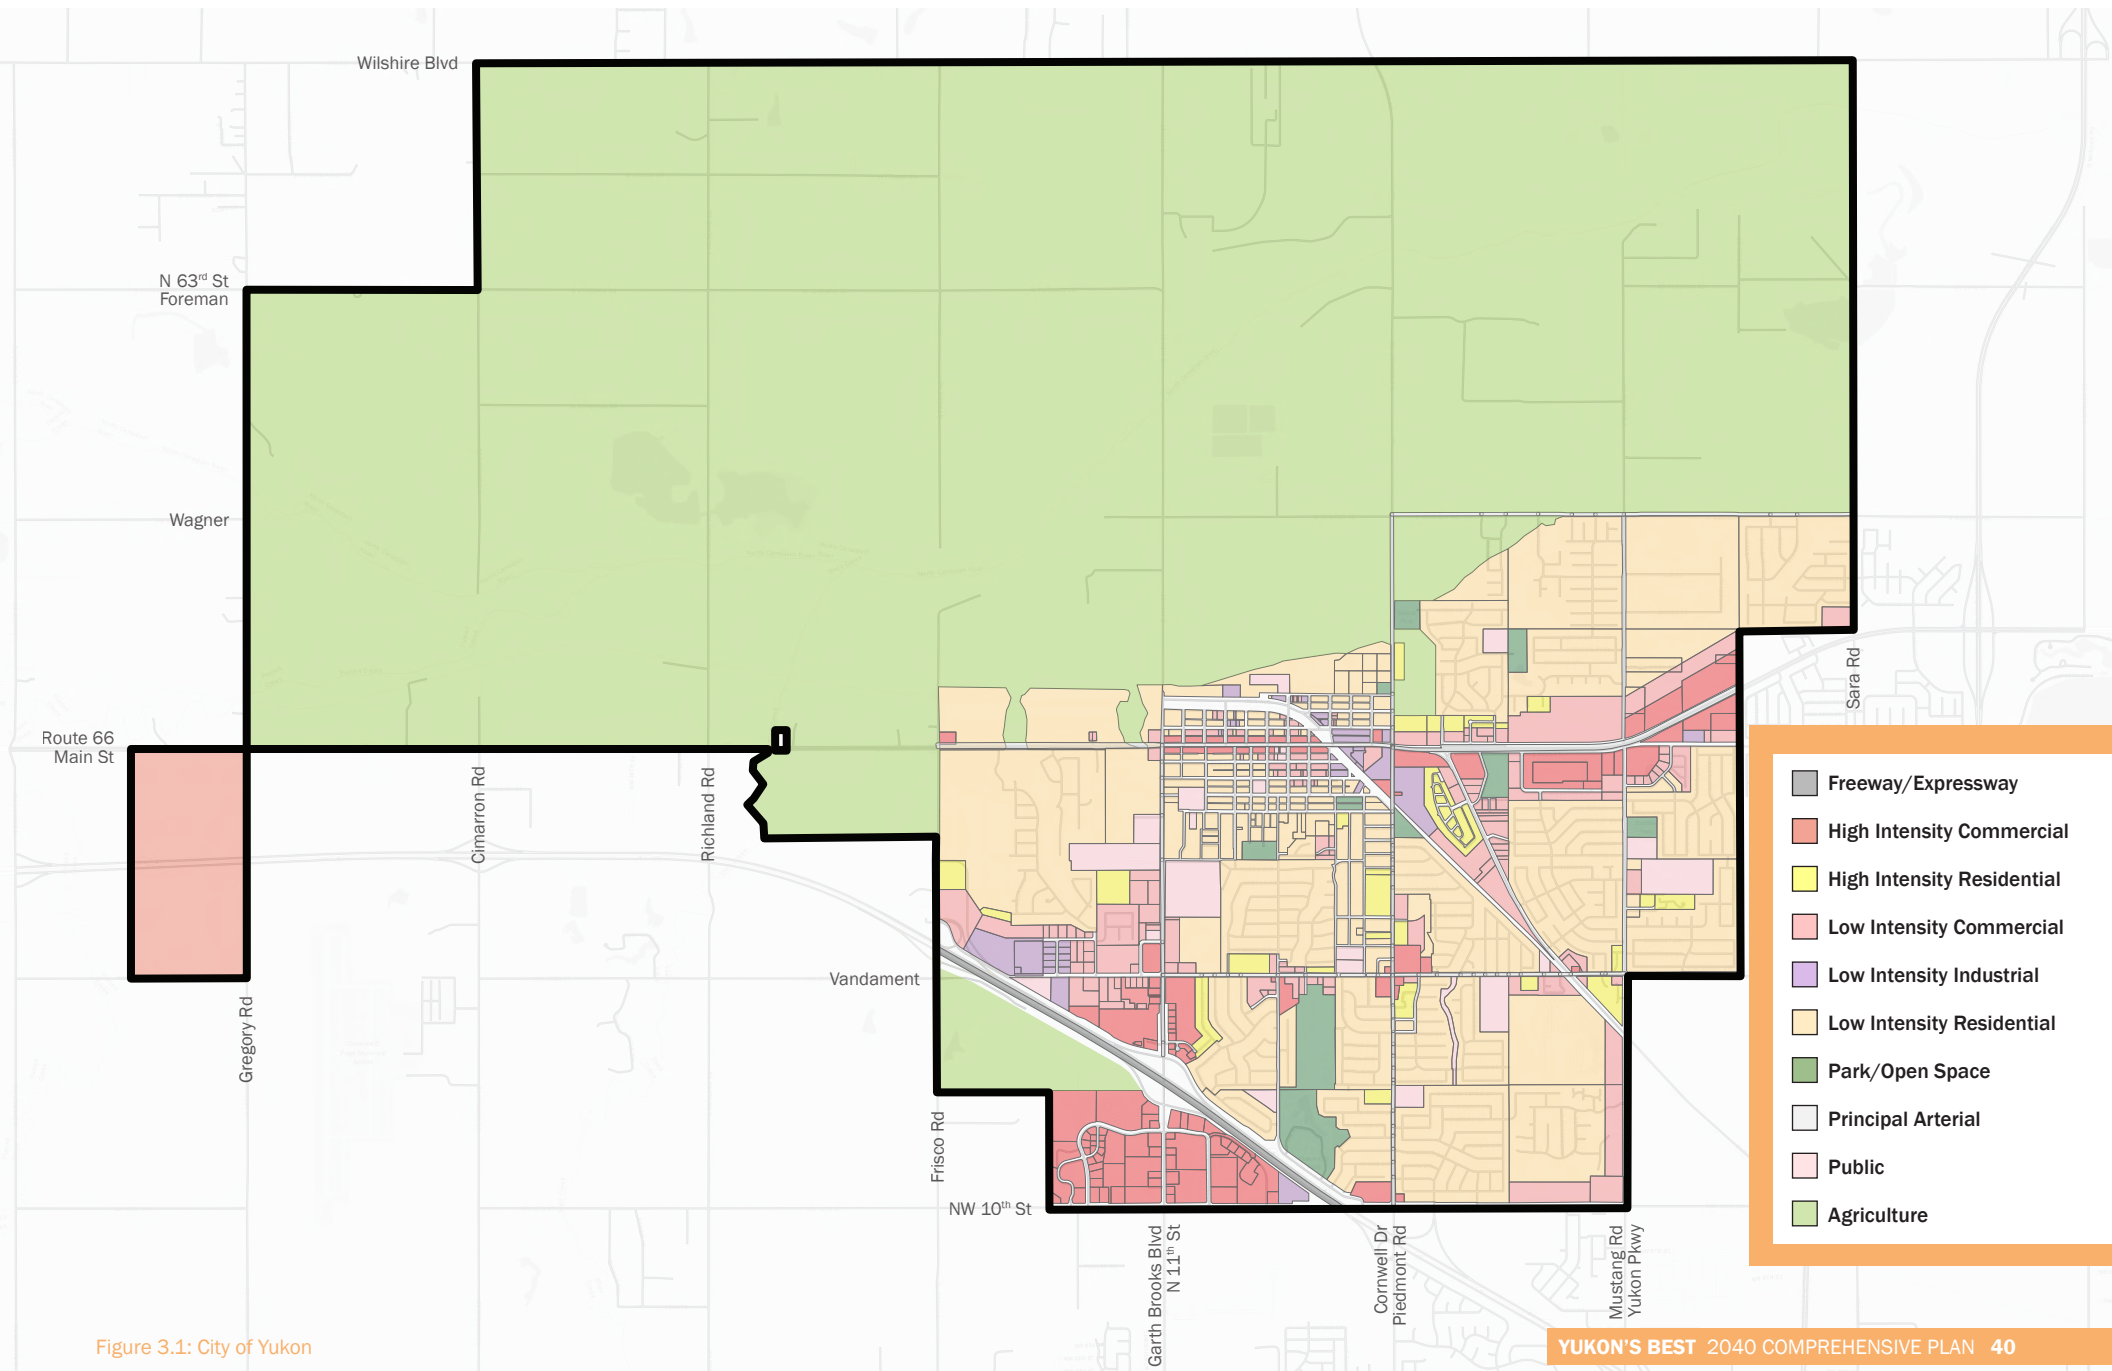 Wilshire Blvd
N 63rd St
Foreman
Wagner
Route 66
Main St
Cimarron Rd
Richland Rd
Sara Rd
Vandament
Gregory Rd
Frisco Rd
NW 10th St
Garth Brooks Blvd
N 11th St
Cornwell Dr
Piedmont Rd
Mustang Rd
Yukon Pkwy
Freeway/Expressway
High Intensity Commercial
High Intensity Residential
Low Intensity Commercial
Low Intensity Industrial
Low Intensity Residential
Park/Open Space
Principal Arterial
Public
Agriculture
Figure 3.1: City of Yukon
YUKON'S BEST 2040 COMPREHENSIVE PLAN 40